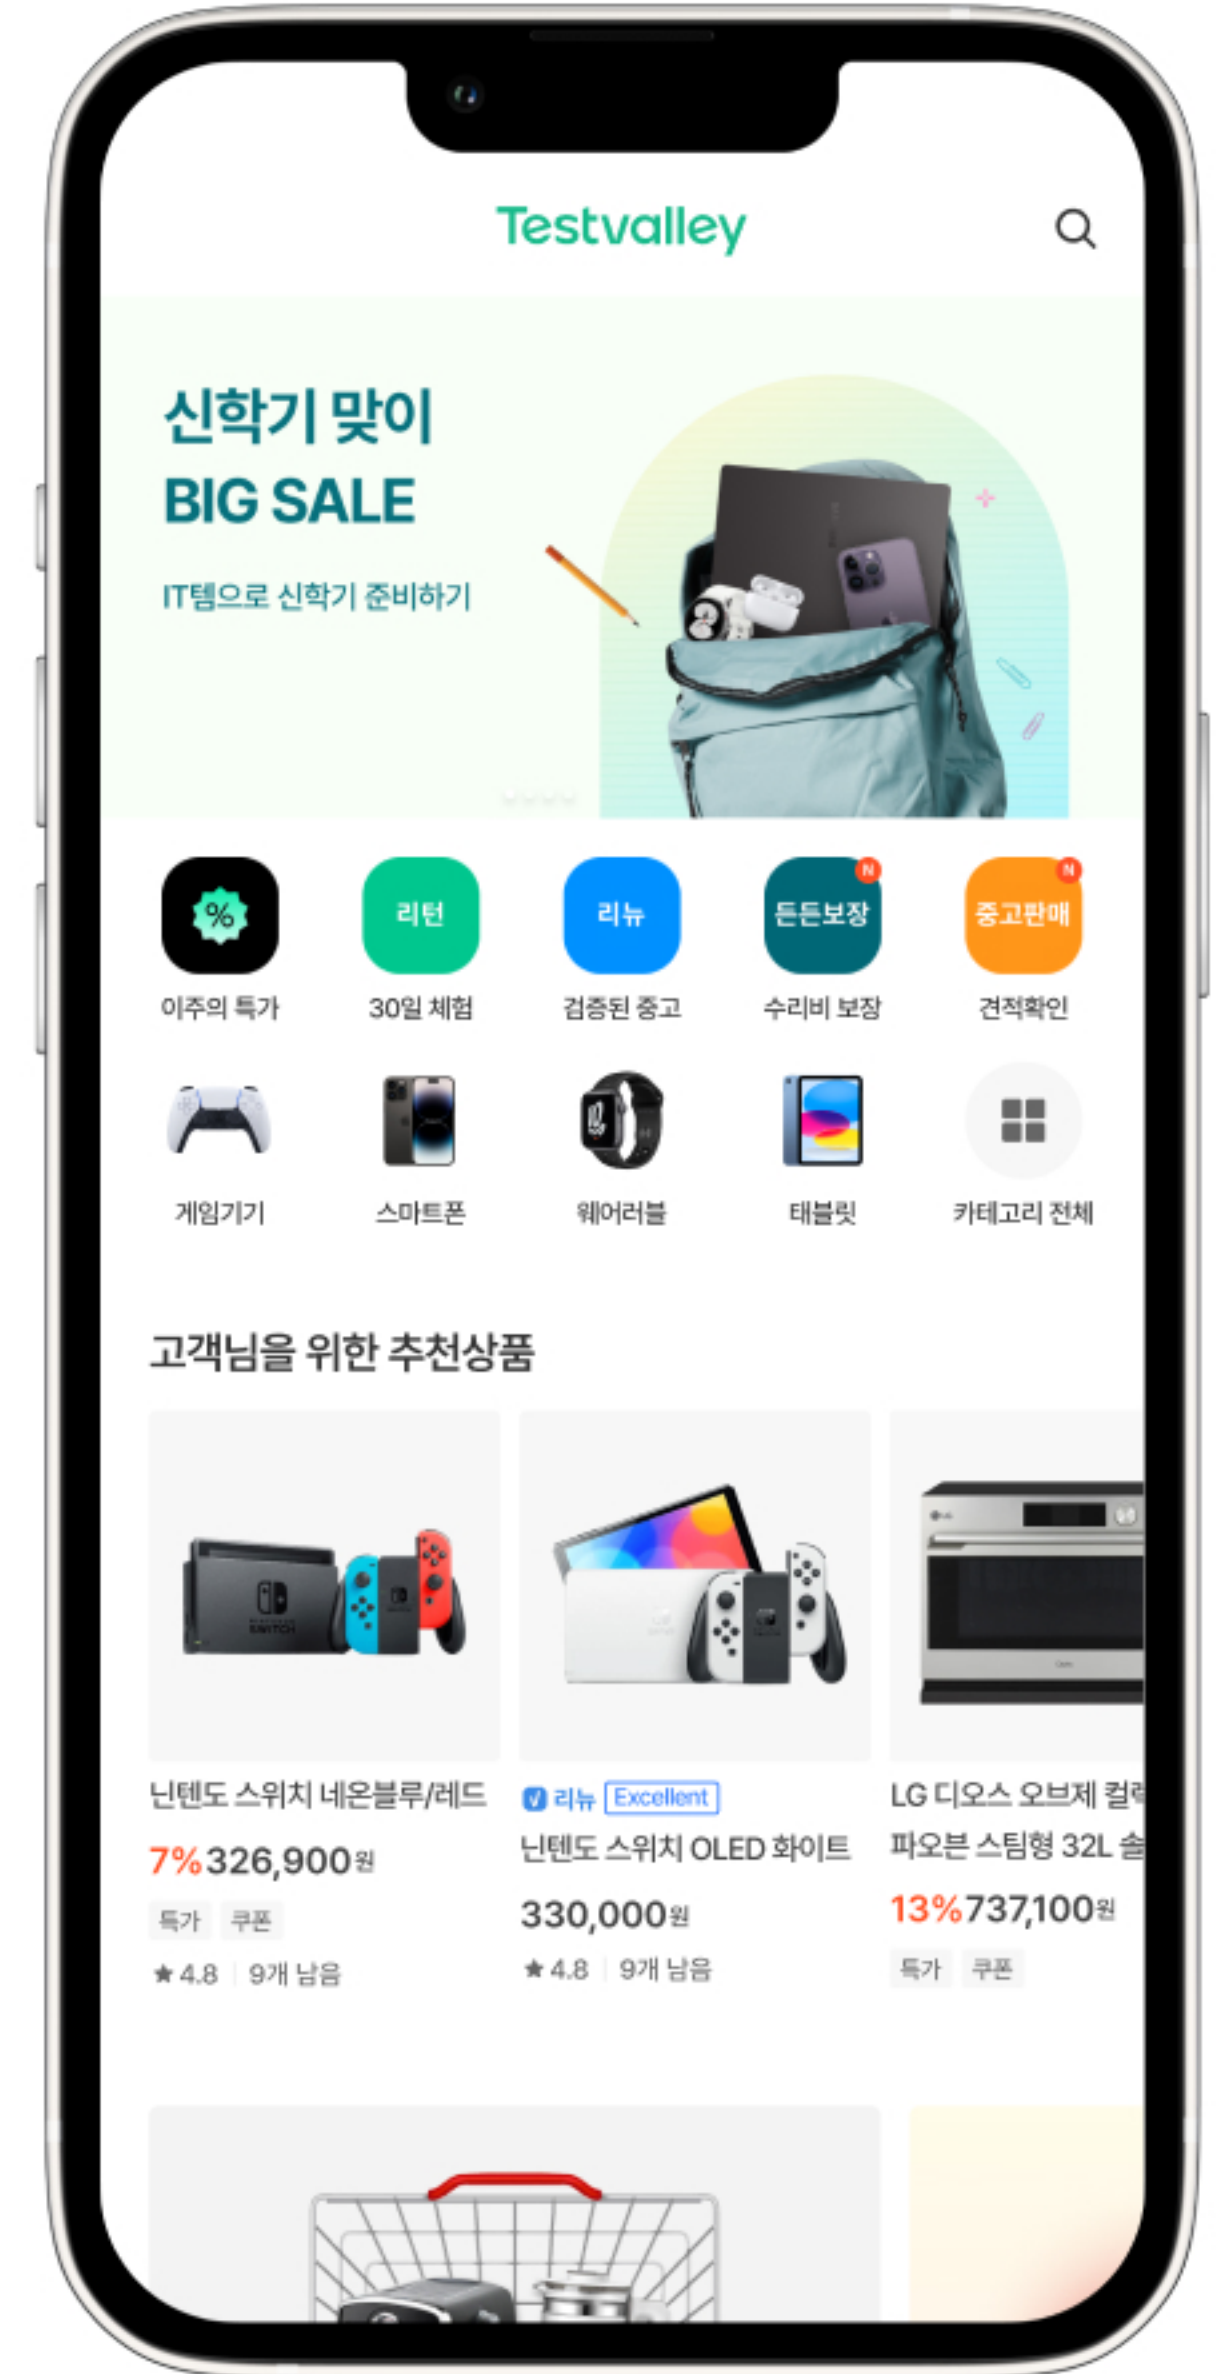 Testvalley
신학기 맞이
BIG SALE
IT템으로 신학기 준비하기
%
리턴
리뉴
든든보장
N
중고판매
N
이주의 특가
30일 체험
검증된 중고
수리비 보장
견적확인
게임기기
스마트폰
웨어러블
태블릿
카테고리 전체
고객님을 위한 추천상품
SWITCH
닌텐도 스위치 네온블루/레드
7% 326,900원
특가 쿠폰
★ 4.8 | 9개 남음
리뉴 Excellent
닌텐도 스위치 OLED 화이트
330,000원
★ 4.8 | 9개 남음
LG 디오스 오브제 컬
파오븐 스팀형 32L 솔
13% 737,100원
특가 쿠폰